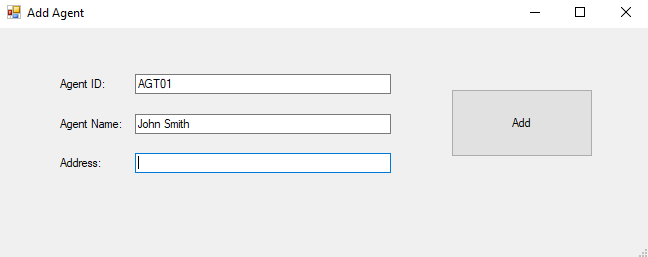 Add Agent
Agent ID: AGT01
Agent Name: John Smith
Address:
Add